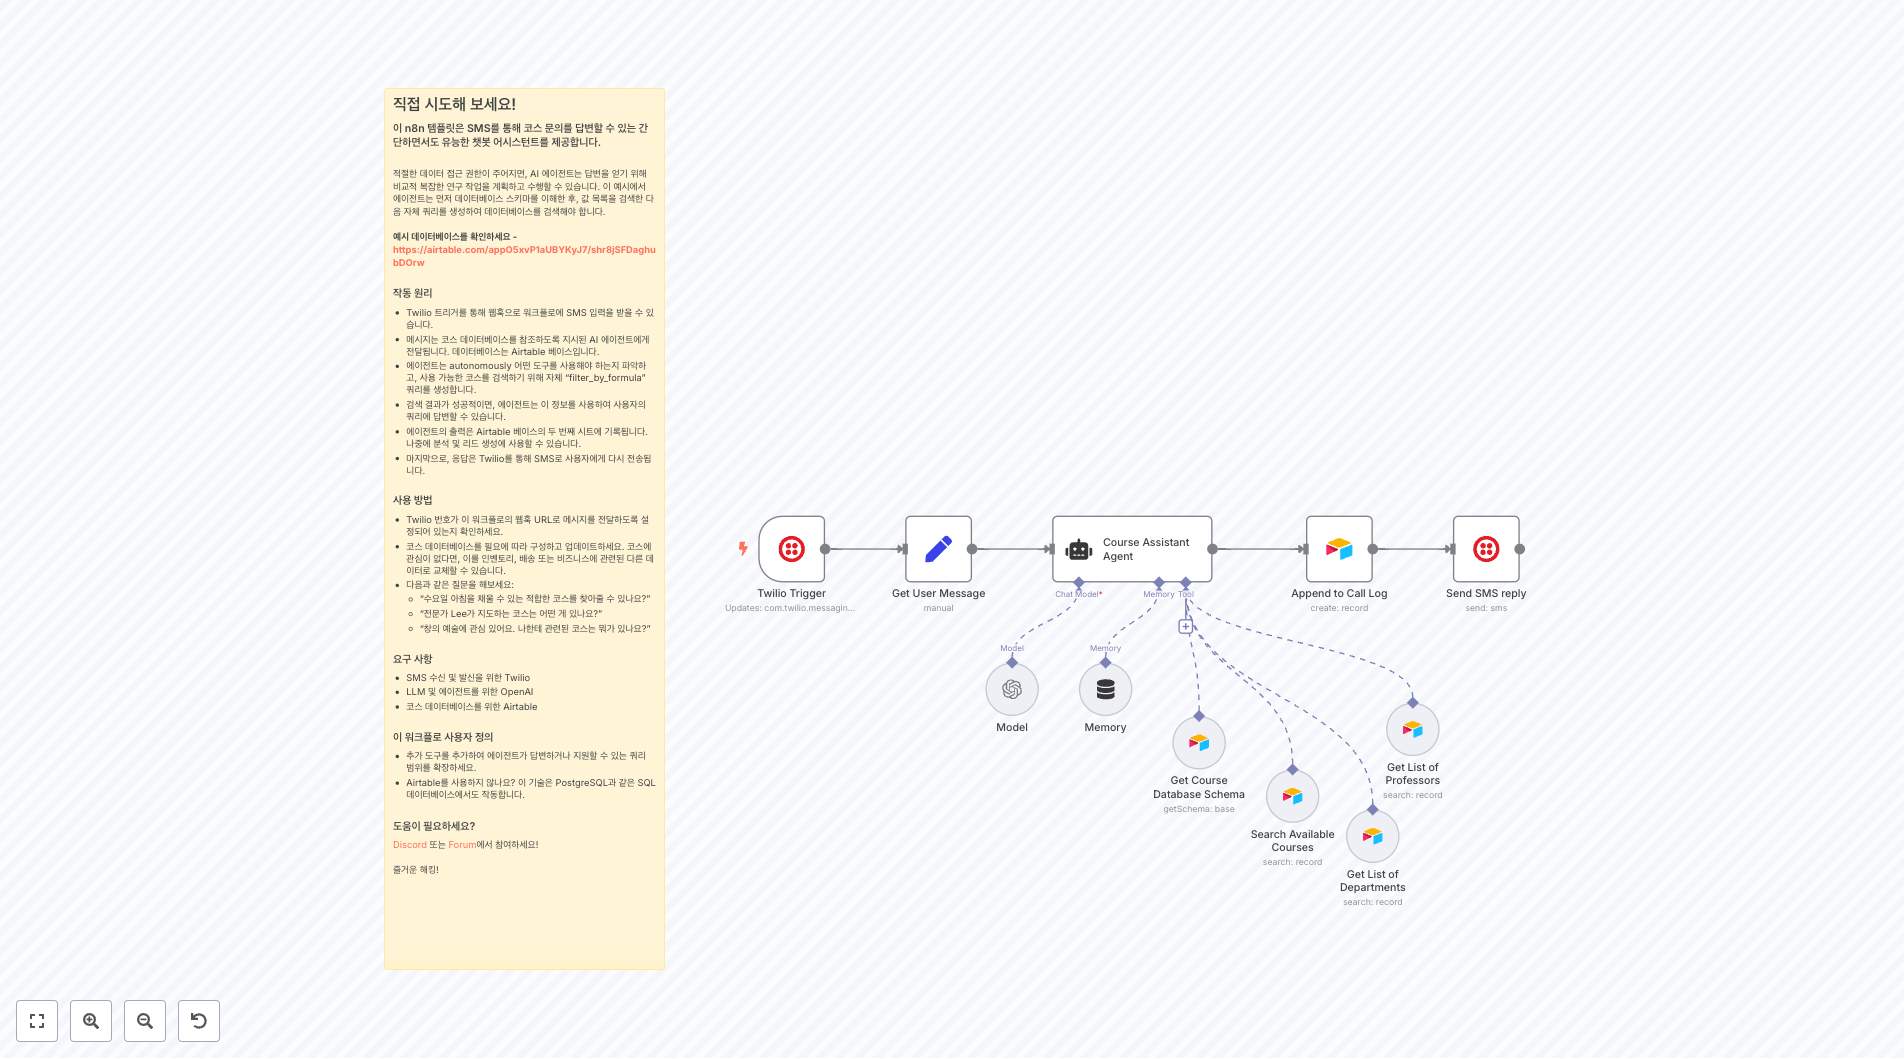 직접 시도해 보세요!
이 n8n 템플릿은 SMS를 통해 코스 문의를 답변할 수 있는 간
단하면서도 유능한 챗봇 어시스턴트를 제공합니다.
적절한 데이터 접근 권한이 주어지면, AI 에이전트는 답변을 얻기 위해
비교적 복잡한 연구 작업을 계획하고 수행할 수 있습니다. 이 예시에서
에이전트는 먼저 데이터베이스 스키마를 이해한 후, 값 목록을 검색한 다
음 자체 쿼리를 생성하여 데이터베이스를 검색해야 합니다.
예시 데이터베이스를 확인하세요 -
https://airtable.com/appO5xvP1aUBYKyJ7/shr8jSFDaghu
bDOrw
작동 원리
• Twilio 트리거를 통해 웹훅으로 워크플로에 SMS 입력을 받을 수 있
습니다.
• 메시지는 코스 데이터베이스를 참조하도록 지시된 AI 에이전트에게
전달됩니다. 데이터베이스는 Airtable 베이스입니다.
• 에이전트는 autonomously 어떤 도구를 사용해야 하는지 파악하
고, 사용 가능한 코스를 검색하기 위해 자체 “filter_by_formula”
쿼리를 생성합니다.
• 검색 결과가 성공적이면, 에이전트는 이 정보를 사용하여 사용자의
쿼리에 답변할 수 있습니다.
• 에이전트의 출력은 Airtable 베이스의 두 번째 시트에 기록됩니다.
나중에 분석 및 리드 생성에 사용할 수 있습니다.
• 마지막으로, 응답은 Twilio를 통해 SMS로 사용자에게 다시 전송됩
니다.
사용 방법
• Twilio 번호가 이 워크플로의 웹훅 URL로 메시지를 전달하도록 설
정되어 있는지 확인하세요.
• 코스 데이터베이스를 필요에 따라 구성하고 업데이트하세요. 코스에
관심이 없다면, 이를 인벤토리, 배송 또는 비즈니스에 관련된 다른 데
이터로 교체할 수 있습니다.
• 다음과 같은 질문을 해보세요:
◦ “수요일 아침을 채울 수 있는 적합한 코스를 찾아줄 수 있나요?”
◦ “전문가 Lee가 지도하는 코스는 어떤 게 있나요?”
◦ “창의 예술에 관심 있어요. 나한테 관련된 코스는 뭐가 있나요?”
요구 사항
• SMS 수신 및 발신을 위한 Twilio
• LLM 및 에이전트를 위한 OpenAI
• 코스 데이터베이스를 위한 Airtable
이 워크플로 사용자 정의
• 추가 도구를 추가하여 에이전트가 답변하거나 지원할 수 있는 쿼리
범위를 확장하세요.
• Airtable를 사용하지 않나요? 이 기술은 PostgreSQL과 같은 SQL
데이터베이스에서도 작동합니다.
도움이 필요하세요?
Discord 또는 Forum에서 참여하세요!
즐거운 해킹!
Twilio Trigger
Updates: com.twilio.messagin...
Get User Message
manual
Course Assistant
Agent
Chat Model*
Memory
Tool
Append to Call Log
create: record
Send SMS reply
send: sms
Model
Model
Memory
Memory
Get Course
Database Schema
getSchema: base
Search Available
Courses
search: record
Get List of
Departments
search: record
Get List of
Professors
search: record